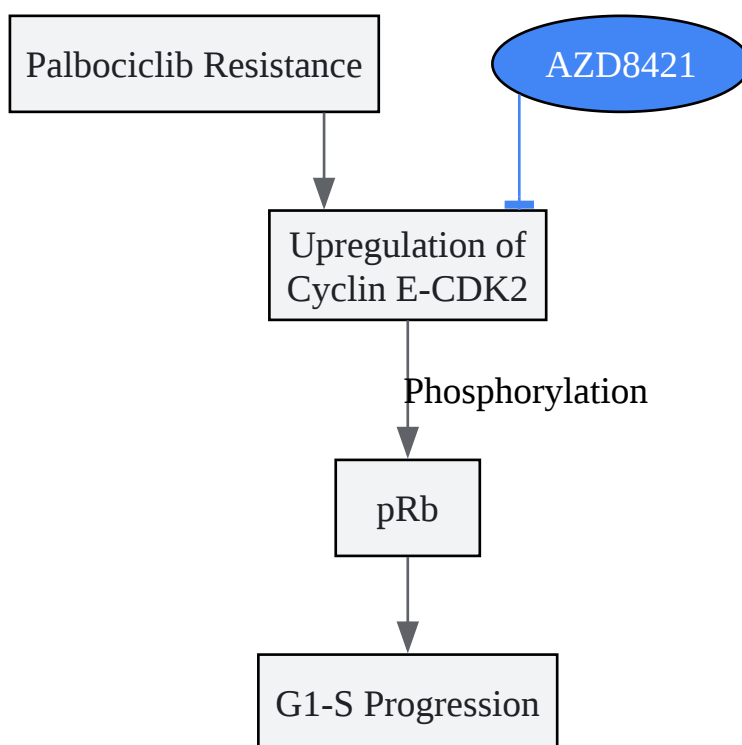 Palbociclib Resistance
AZD8421
Upregulation of
Cyclin E-CDK2
Phosphorylation
pRb
G1-S Progression